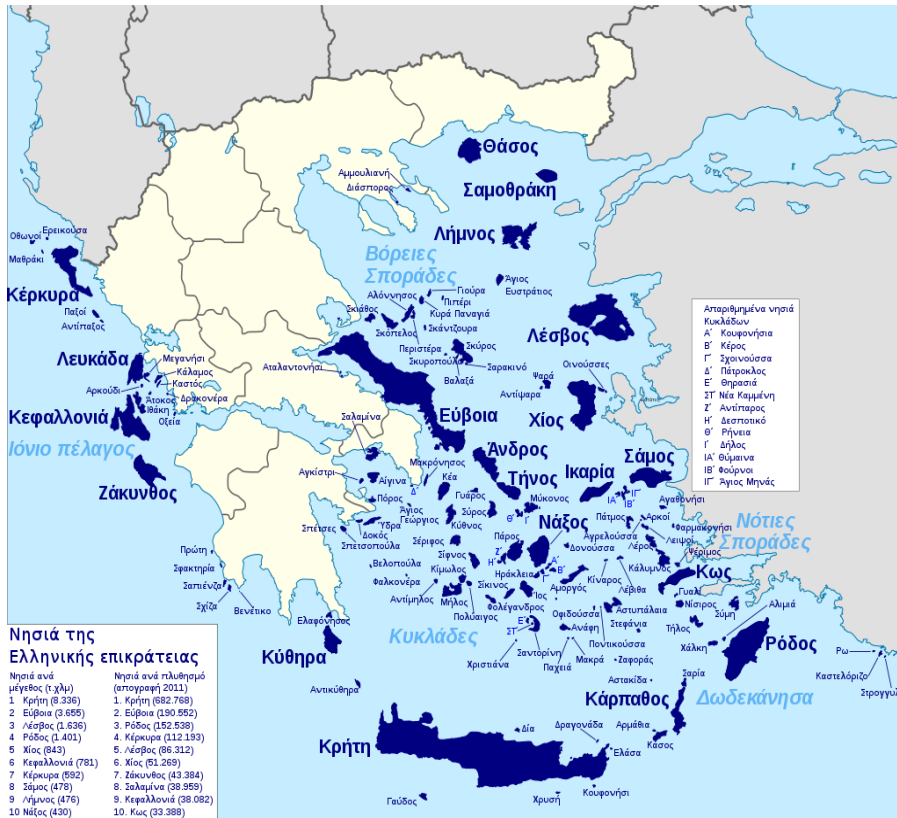 Θάσος
Σαμοθράκη
Αμμουλιανή
Διάσπορος
Λήμνος
Οθωνοί
Ερεικουσα
Μαθράκι
Κέρκυρα
Παξοί
Αντίπαξος
Βόρειες
Σποράδες
Γιούρα
Πιπέρι
Αλόννησος
Κυρά Παναγιά
Άγιος
Ευστράτιος
Σκιάθος
Σκόπελος
Σκάντζουρα
Περιστέρα
Σκύρος
Σκυροπούλα
Σαρακινό
Βαλαξά
Λέσβος
Λευκάδα
Μεγανήσι
Κάλαμος
Καστός
Αρκούδι
Δρακονέρα
Άτοκος
Ιθάκη
Οξεία
Κεφαλλονιά
Ιόνιο πέλαγος
Ζάκυνθος
Αταλαντονήσι
Εύβοια
Οινούσσες
Ψαρά
Αντίψαρα
Χίος
Σαλαμίνα
Αγκίστρι
Αίγινα
Πόρος
Μακρόνησος
Κέα
Δ΄
Άγιος
Γεώργιος
Άνδρος
Τήνος
Γυάρος
Σύρος
Μύκονος
Θ΄
Ι΄
Ικαρία
Σάμος
ΙΑ΄
ΙΒ΄
ΙΓ΄
Αγαθονήσι
Αρκοί
Φαρμακονήσι
Πάτμος
Λειψοί
Αγρελούσσα
Λέρος
Νότιες
Σποράδες
Σπέτσες
Σπετσοπούλα
Δοκός
Ύδρα
Κύθνος
Σέριφος
Σίφνος
Βελοπούλα
Φαλκονέρα
Κίμωλος
Αντίμηλος
Μήλος
Πολύαιγος
Πάρος
Νάξος
Ζ΄
Η΄
Δονούσσα
Α΄
Β΄
Γ΄
Ηράκλεια
Σίκινος
Ίος
Φολέγανδρος
Αμοργός
Κίναρος
Λέβιθα
Κάλυμνος
Ψέριμος
Κως
Γυαλί
Νίσυρος
Σύμη
Τήλος
Χάλκη
Αλιμιά
Ρόδος
Ρω
Καστελόριζο
Στρογγυλ
Πρώτη
Σφακτηρία
Σαπιέντζα
Σχίζα
Βενέτικο
Ελαφόνησος
Κύθηρα
Αντικύθηρα
Κυκλάδες
Ε΄
ΣΤ΄
Σαντορίνη
Χριστιάνα
Ανάφη
Παχειά
Μακρά
Οφιδούσσα
Αστυπάλαια
Στεφάνια
Ποντικούσσα
Ζαφοράς
Αστακίδα
Σαρία
Κάρπαθος
Δωδεκάνησα
Αρμάθια
Κάσος
Κρήτη
Δία
Δραγονάδα
Ελάσα
Κουφονήσι
Χρυσή
Γαύδος
Απαριθμημένα νησιά
Κυκλάδων
Α΄ Κουφονήσια
Β΄ Κέρος
Γ΄ Σχοινούσσα
Δ΄ Πάτροκλος
Ε΄ Θηρασιά
ΣΤ΄ Νέα Καμμένη
Ζ΄ Αντίπαρος
Η΄ Δεσποτικό
Θ΄ Ρήνεια
Ι΄ Δήλος
ΙΑ΄ Θύμαινα
ΙΒ΄ Φούρνοι
ΙΓ΄ Άγιος Μηνάς
Νησιά της
Ελληνικής επικράτειας
Νησιά ανά
μέγεθος (τ.χλμ)
1 Κρήτη (8.336)
2 Εύβοια (3.655)
3 Λέσβος (1.636)
4 Ρόδος (1.401)
5 Χίος (843)
6 Κεφαλλονιά (781)
7 Κέρκυρα (592)
8 Σάμος (478)
9 Λήμνος (476)
10 Νάξος (430)
Νησιά ανά πλυθησμό
(απογραφή 2011)
1. Κρήτη (682.768)
2. Εύβοια (190.552)
3. Ρόδος (152.538)
4. Κέρκυρα (112.193)
5. Λέσβος (86.312)
6. Χίος (51.269)
7. Ζάκυνθος (43.384)
8. Σαλαμίνα (38.959)
9. Κεφαλλονιά (38.082)
10. Κως (33.388)